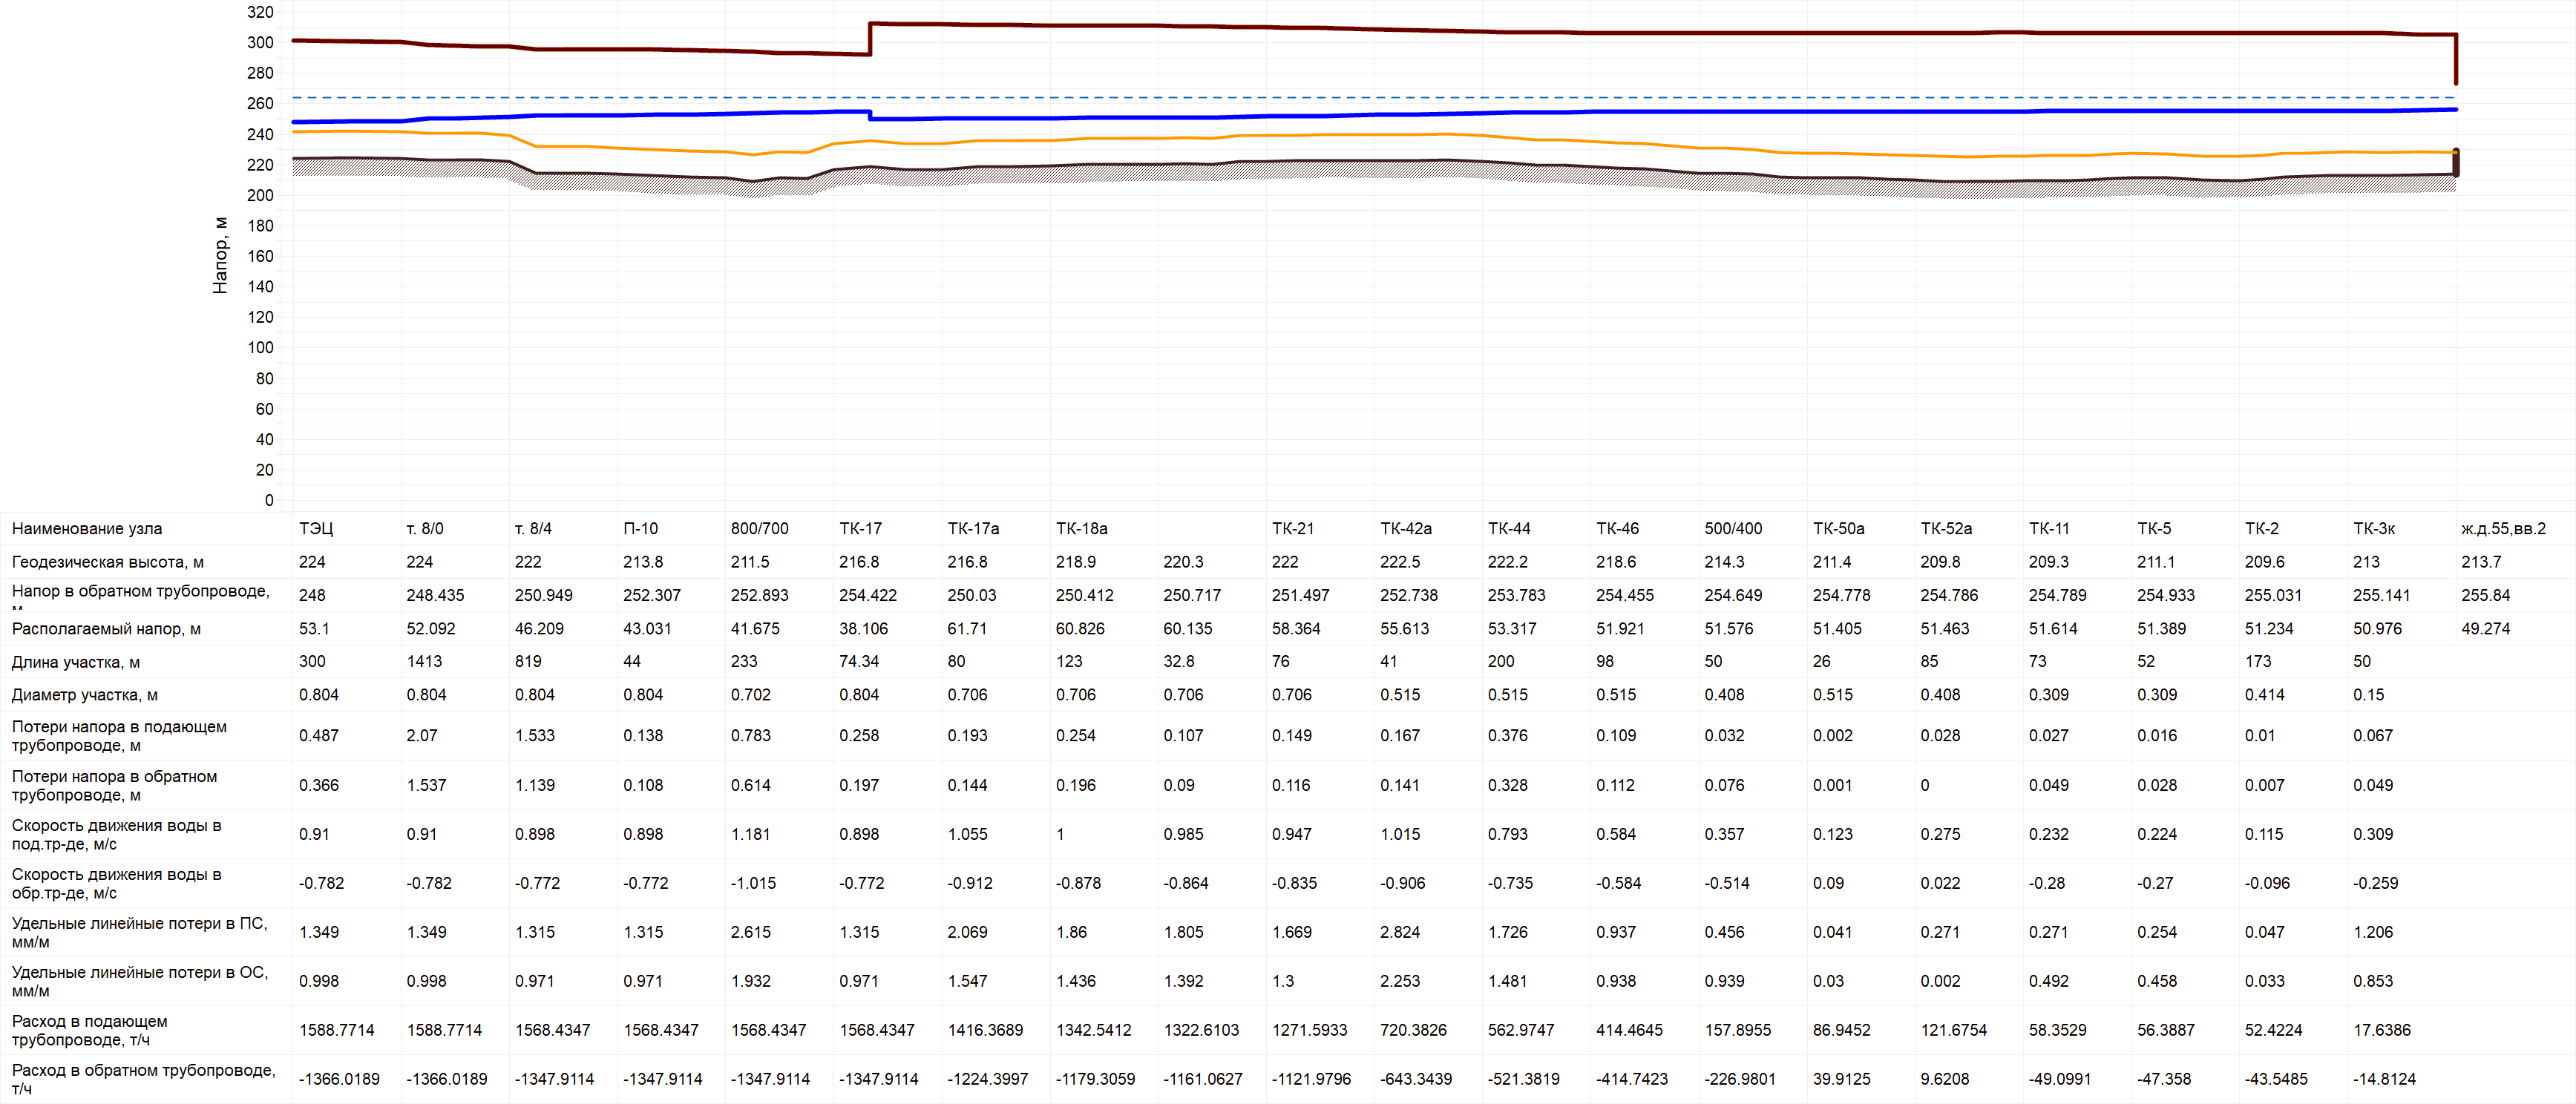 320
300
280
260
240
220
200
180
160
140
120
100
80
60
40
20
0
Напор, м
Наименование узла ТЭЦ т. 8/0 т. 8/4 П-10 800/700 ТК-17 ТК-17а ТК-18а ТК-21 ТК-42а ТК-44 ТК-46 500/400 ТК-50а ТК-52а ТК-11 ТК-5 ТК-2 ТК-3к ж.д.55,вв.2
Геодезическая высота, м 224 224 222 213.8 211.5 216.8 216.8 218.9 220.3 222 222.5 222.2 218.6 214.3 211.4 209.8 209.3 211.1 209.6 213 213.7
Напор в обратном трубопроводе, 248 248.435 250.949 252.307 252.893 254.422 250.03 250.412 250.717 251.497 252.738 253.783 254.455 254.649 254.778 254.786 254.789 254.933 255.031 255.141 255.84
м
Располагаемый напор, м 53.1 52.092 46.209 43.031 41.675 38.106 61.71 60.826 60.135 58.364 55.613 53.317 51.921 51.576 51.405 51.463 51.614 51.389 51.234 50.976 49.274
Длина участка, м 300 1413 819 44 233 74.34 80 123 32.8 76 41 200 98 50 26 85 73 52 173 50
Диаметр участка, м 0.804 0.804 0.804 0.804 0.702 0.804 0.706 0.706 0.706 0.706 0.515 0.515 0.515 0.408 0.515 0.408 0.309 0.309 0.414 0.15
Потери напора в подающем
трубопроводе, м 0.487 2.07 1.533 0.138 0.783 0.258 0.193 0.254 0.107 0.149 0.167 0.376 0.109 0.032 0.002 0.028 0.027 0.016 0.01 0.067
Потери напора в обратном
трубопроводе, м 0.366 1.537 1.139 0.108 0.614 0.197 0.144 0.196 0.09 0.116 0.141 0.328 0.112 0.076 0.001 0 0.049 0.028 0.007 0.049
Скорость движения воды в
под.тр-де, м/с 0.91 0.91 0.898 0.898 1.181 0.898 1.055 1 0.985 0.947 1.015 0.793 0.584 0.357 0.123 0.275 0.232 0.224 0.115 0.309
Скорость движения воды в
обр.тр-де, м/с -0.782 -0.782 -0.772 -0.772 -1.015 -0.772 -0.912 -0.878 -0.864 -0.835 -0.906 -0.735 -0.584 -0.514 0.09 0.022 -0.28 -0.27 -0.096 -0.259
Удельные линейные потери в ПС,
мм/м 1.349 1.349 1.315 1.315 2.615 1.315 2.069 1.86 1.805 1.669 2.824 1.726 0.937 0.456 0.041 0.271 0.271 0.254 0.047 1.206
Удельные линейные потери в ОС,
мм/м 0.998 0.998 0.971 0.971 1.932 0.971 1.547 1.436 1.392 1.3 2.253 1.481 0.938 0.939 0.03 0.002 0.492 0.458 0.033 0.853
Расход в подающем
трубопроводе, т/ч 1588.7714 1588.7714 1568.4347 1568.4347 1568.4347 1568.4347 1416.3689 1342.5412 1322.6103 1271.5933 720.3826 562.9747 414.4645 157.8955 86.9452 121.6754 58.3529 56.3887 52.4224 17.6386
Расход в обратном трубопроводе,
т/ч -1366.0189 -1366.0189 -1347.9114 -1347.9114 -1347.9114 -1347.9114 -1224.3997 -1179.3059 -1161.0627 -1121.9796 -643.3439 -521.3819 -414.7423 -226.9801 39.9125 9.6208 -49.0991 -47.358 -43.5485 -14.8124